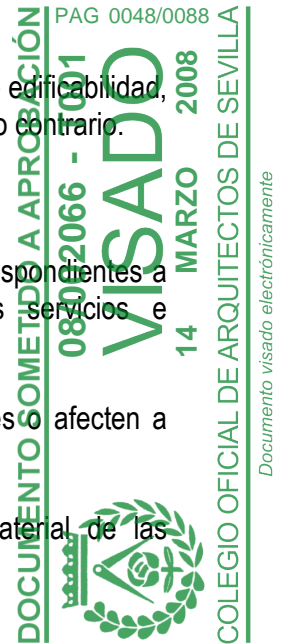 PAG 0048/0088
DOCUMENTO SOMETIDO A APROBACIÓN
08/002066 - T001
VISADO
14 MARZO 2008
COLEGIO OFICIAL DE ARQUITECTOS DE SEVILLA
Documento visado electrónicamente
edificabilidad,
o contrario.
spondientes a
s servicios e
es o afecten a
aterial de las